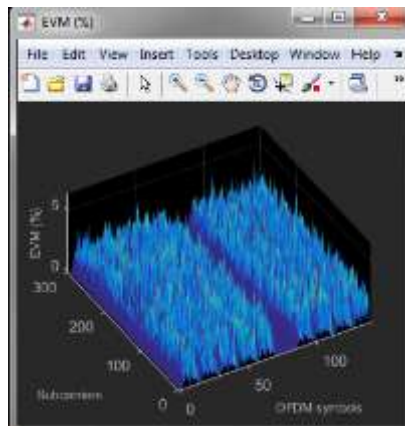 EVM (%)
File Edit View Insert Tools Desktop Window Help
EVM (%)
5
0
300
200
100
0
Subcarriers
0
50
100
OFDM symbols